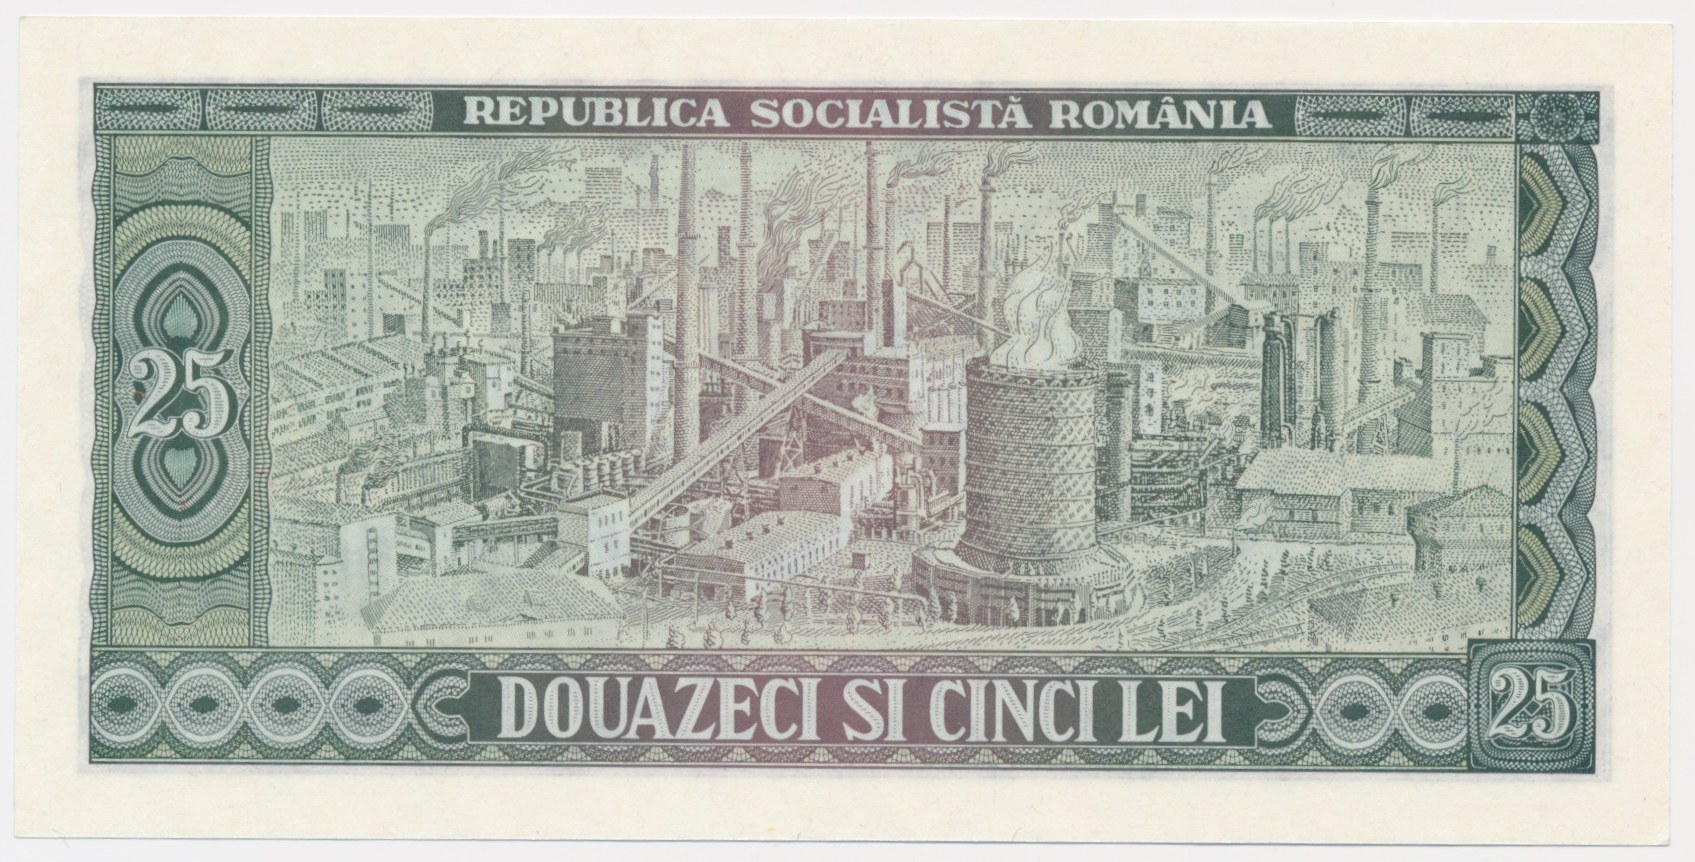 REPUBLICA SOCIALISTĂ ROMÂNIA
25
DOUAZECI SI CINCI LEI
25